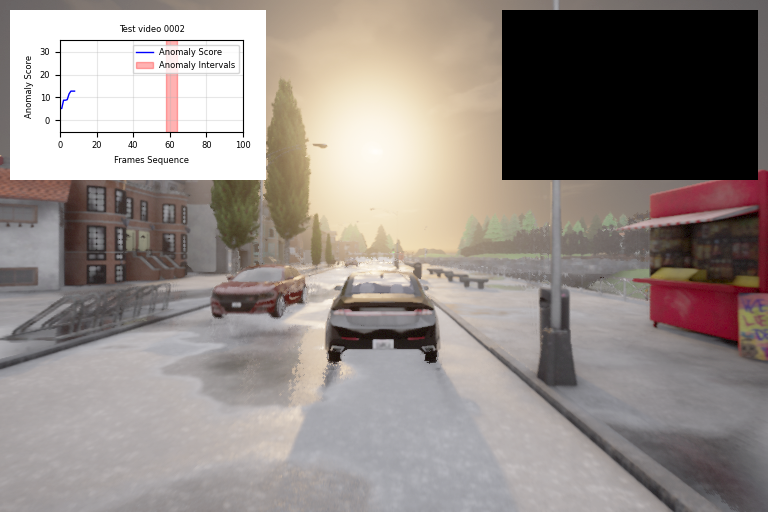 Test video 0002
Anomaly Score
30
20
10
0
Anomaly Score
Anomaly Intervals
0 20 40 60 80 100
Frames Sequence